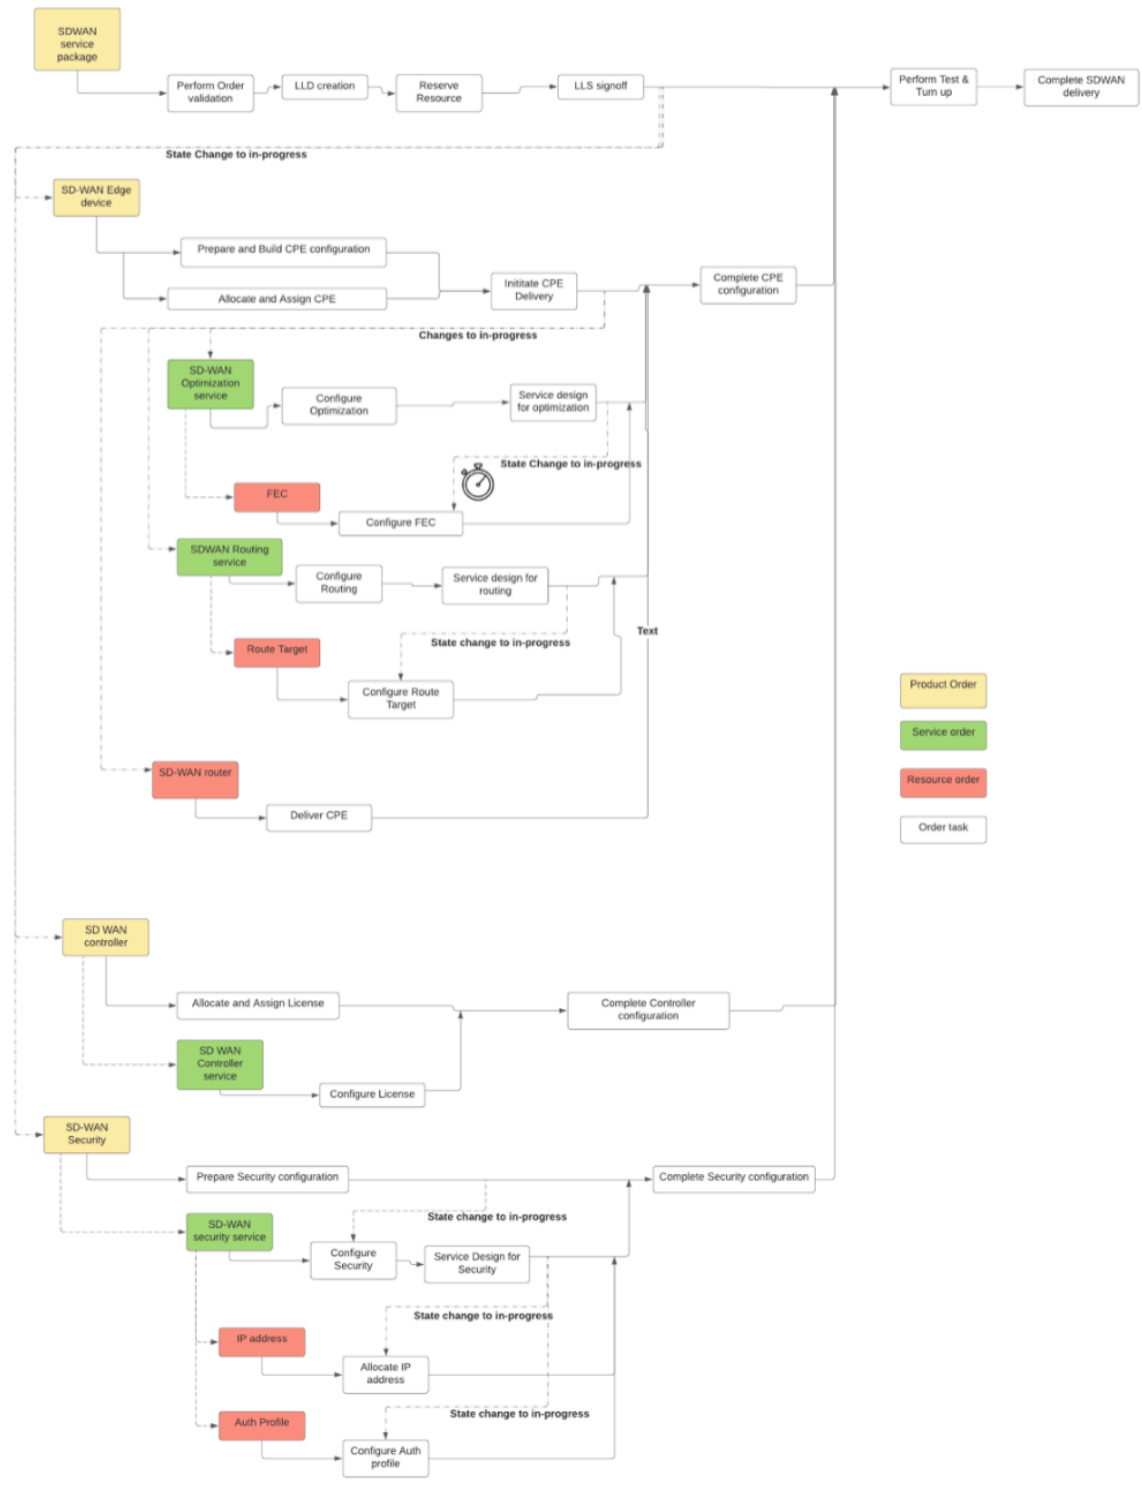 SDWAN
service
package
Perform Order
validation
LLD creation
Reserve
Resource
LLS signoff
Perform Test &
Turn up
Complete SDWAN
delivery
State Change to in-progress
SD-WAN Edge
device
Prepare and Build CPE configuration
Allocate and Assign CPE
Inititate CPE
Delivery
Complete CPE
configuration
Changes to in-progress
SD-WAN
Optimization
service
Configure
Optimization
Service design
for optimization
State Change to in-progress
FEC
Configure FEC
SDWAN Routing
service
Configure
Routing
Service design for
routing
Text
State change to in-progress
Route Target
Configure Route
Target
Product Order
Service order
Resource order
Order task
SD-WAN router
Deliver CPE
SD WAN
controller
Allocate and Assign License
Complete Controller
configuration
SD WAN
Controller
service
Configure License
SD-WAN
Security
Prepare Security configuration
Complete Security configuration
State change to in-progress
SD-WAN
security service
Configure
Security
Service Design for
Security
State change to in-progress
IP address
Allocate IP
address
State change to in-progress
Auth Profile
Configure Auth
profile